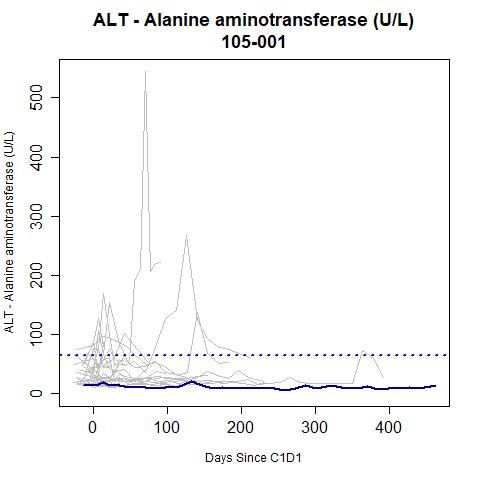 ALT - Alanine aminotransferase (U/L)
105-001
ALT - Alanine aminotransferase (U/L)
500
400
300
200
100
0
0 100 200 300 400
Days Since C1D1